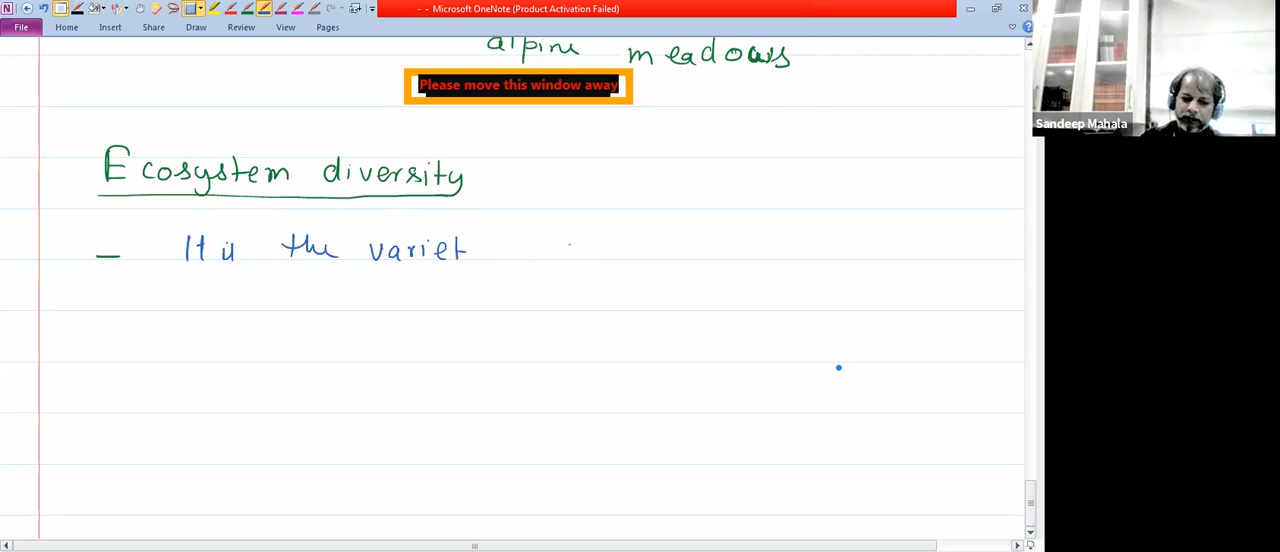 - - Microsoft OneNote (Product Activation Failed)
File Home Insert Share Draw Review View Pages
alpine meadows
Please move this window away
Sandeep Mahala
Ecosystem diversity
– It is the variet